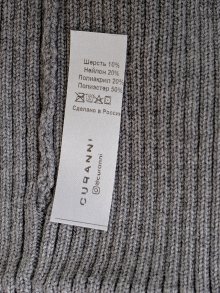 Шерсть 10%
Нейлон 20%
Полиакрил 20%
Полиэстер 50%
Сделано в России
CURANNI
@curanni